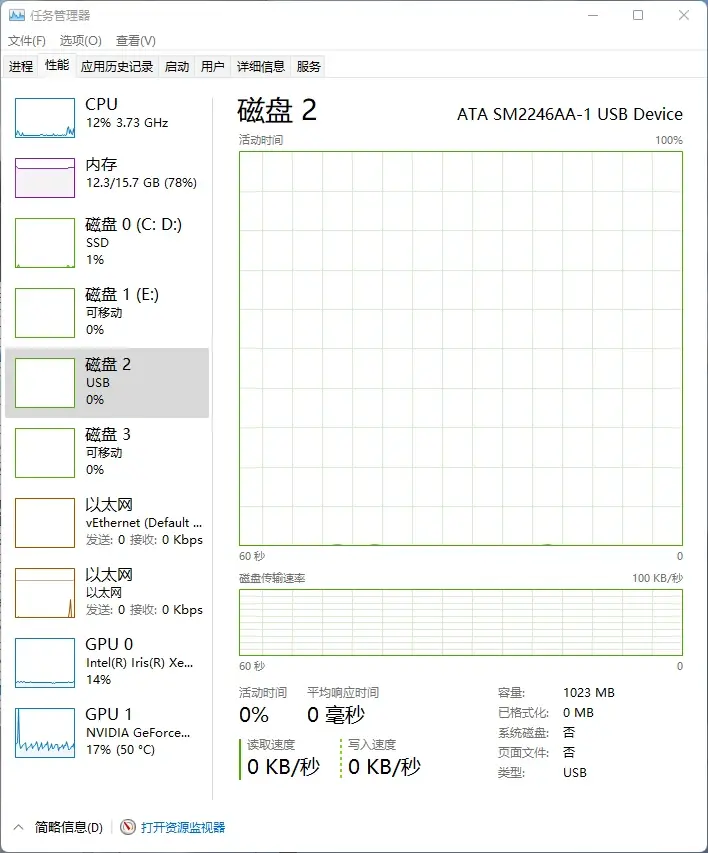 任务管理器
文件(F) 选项(O) 查看(V)
进程 性能 应用历史记录 启动 用户 详细信息 服务
CPU
12% 3.73 GHz
内存
12.3/15.7 GB (78%)
磁盘 0 (C: D:)
SSD
1%
磁盘 1 (E:)
可移动
0%
磁盘 2
USB
0%
磁盘 3
可移动
0%
以太网
vEthernet (Default ...
发送: 0 接收: 0 Kbps
以太网
以太网
发送: 0 接收: 0 Kbps
GPU 0
Intel(R) Iris(R) Xe...
14%
GPU 1
NVIDIA GeForce...
17% (50 °C)
磁盘 2
ATA SM2246AA-1 USB Device
活动时间 100%
60 秒 0
磁盘传输速率 100 KB/秒
60 秒 0
活动时间 平均响应时间
0% 0 毫秒
读取速度 写入速度
0 KB/秒 0 KB/秒
容量: 1023 MB
已格式化: 0 MB
系统磁盘: 否
页面文件: 否
类型: USB
简略信息(D) 打开资源监视器